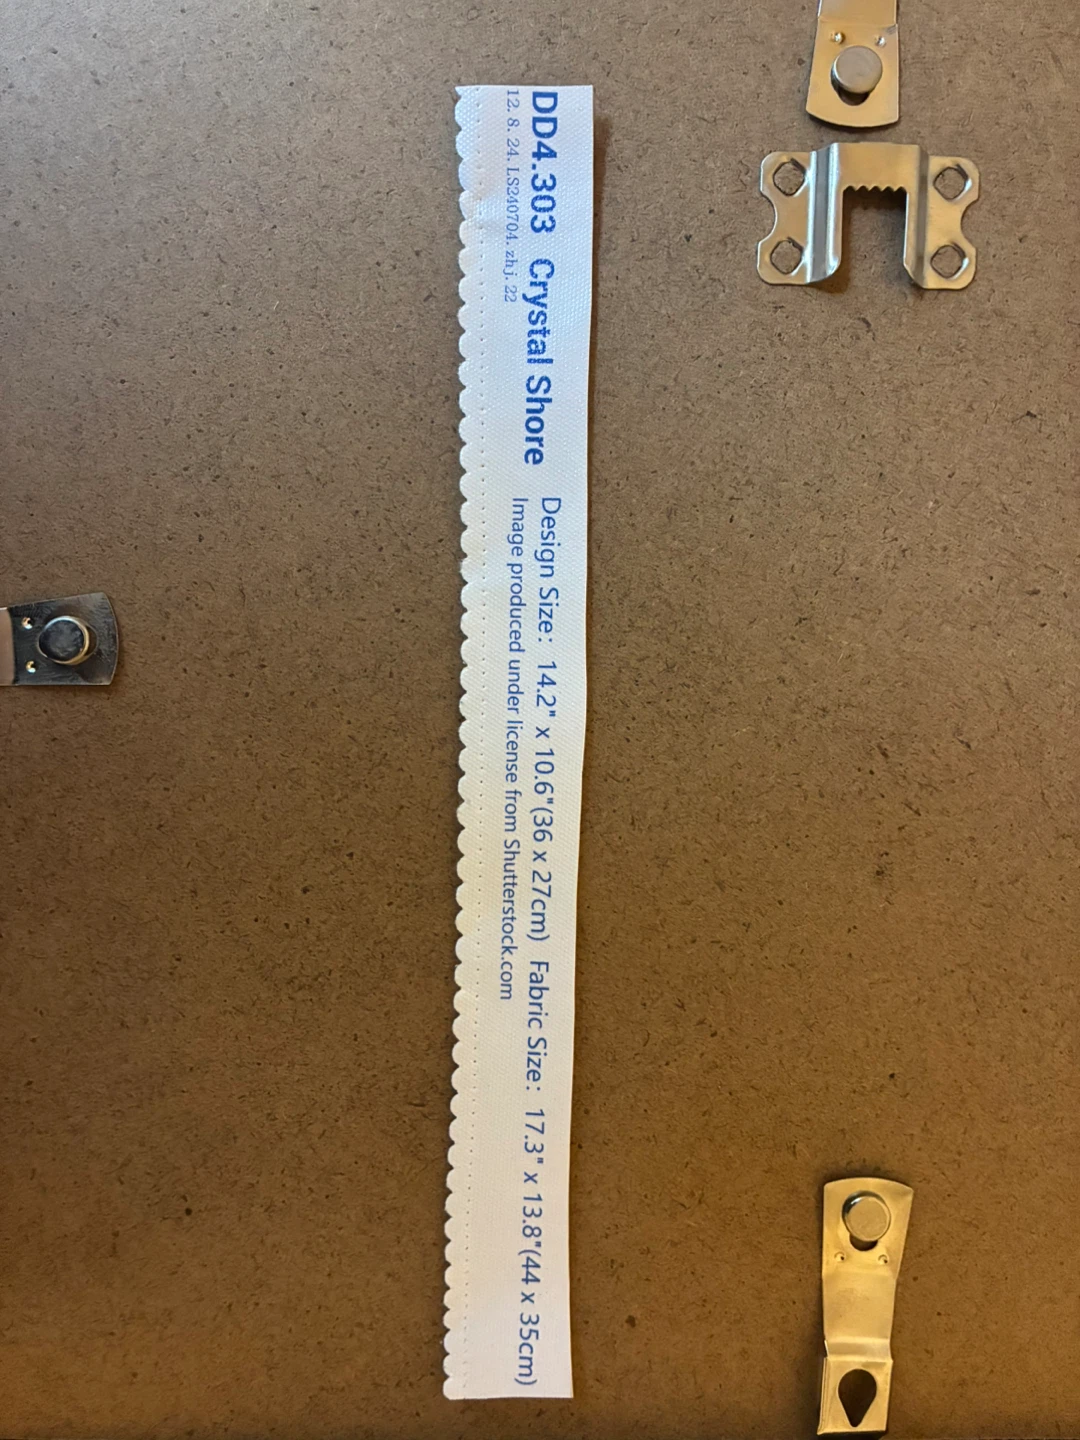 DD4.303 Crystal Shore
12. 8. 24. LS240704. zhj. 22
Design Size: 14.2" x 10.6"(36 x 27cm) Fabric Size: 17.3" x 13.8"(44 x 35cm)
Image produced under license from Shutterstock.com